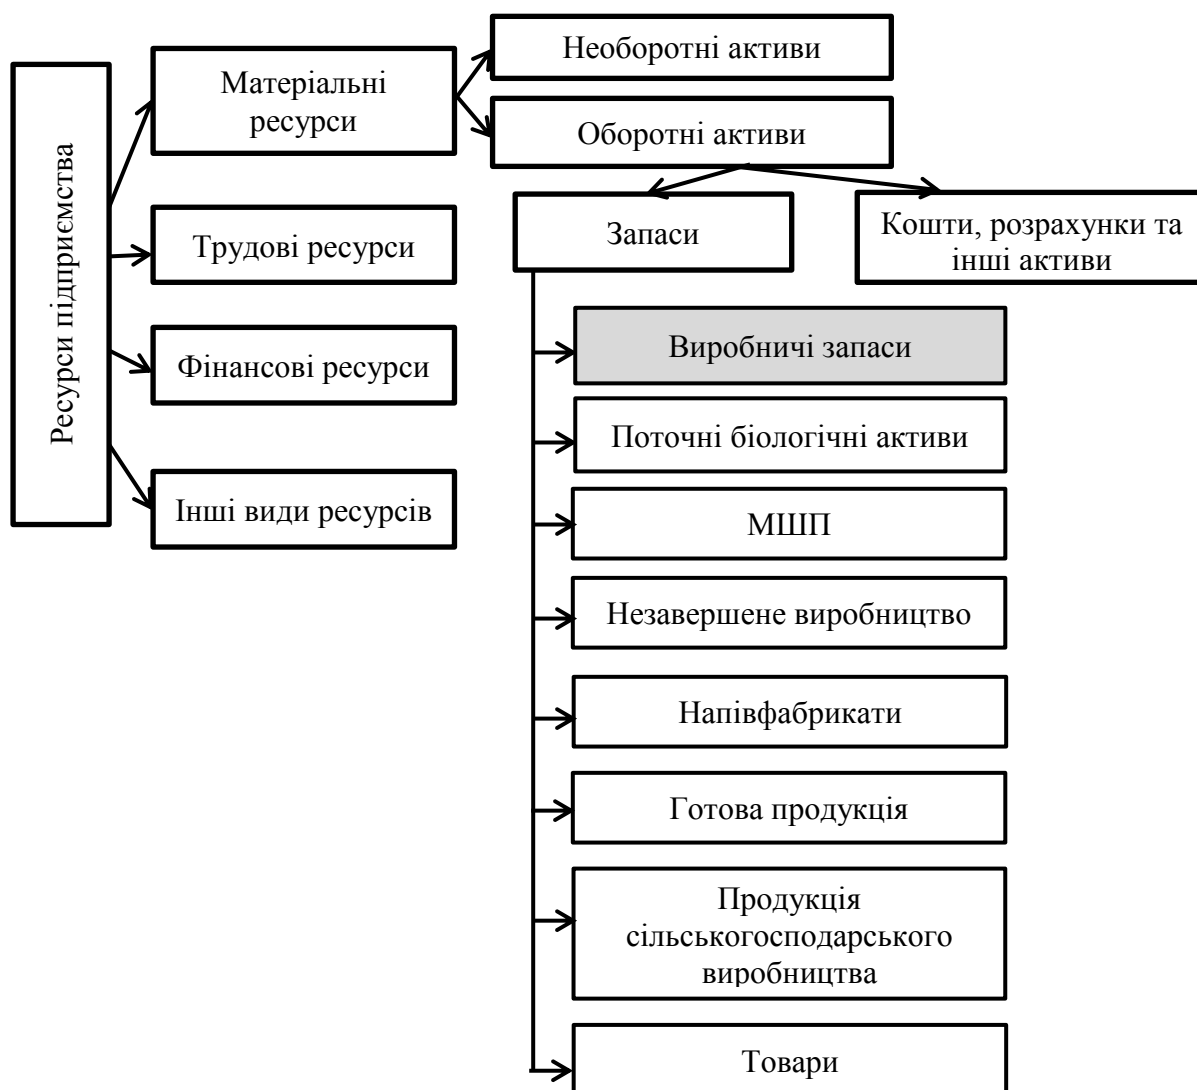 Ресурси підприємства
Матеріальні
ресурси
Трудові ресурси
Фінансові ресурси
Інші види ресурсів
Необоротні активи
Оборотні активи
Запаси
Кошти, розрахунки та
інші активи
Виробничі запаси
Поточні біологічні активи
МШП
Незавершене виробництво
Напівфабрикати
Готова продукція
Продукція
сільськогосподарського
виробництва
Товари